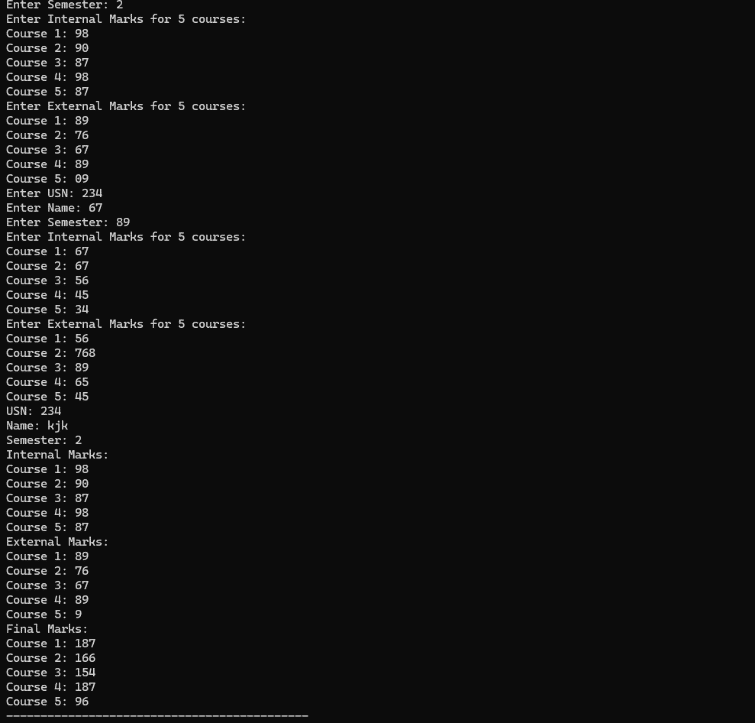 Enter Semester: 2
Enter Internal Marks for 5 courses:
Course 1: 98
Course 2: 90
Course 3: 87
Course 4: 98
Course 5: 87
Enter External Marks for 5 courses:
Course 1: 89
Course 2: 76
Course 3: 67
Course 4: 89
Course 5: 09
Enter USN: 234
Enter Name: 67
Enter Semester: 89
Enter Internal Marks for 5 courses:
Course 1: 67
Course 2: 67
Course 3: 56
Course 4: 45
Course 5: 34
Enter External Marks for 5 courses:
Course 1: 56
Course 2: 768
Course 3: 89
Course 4: 65
Course 5: 45
USN: 234
Name: kjk
Semester: 2
Internal Marks:
Course 1: 98
Course 2: 90
Course 3: 87
Course 4: 98
Course 5: 87
External Marks:
Course 1: 89
Course 2: 76
Course 3: 67
Course 4: 89
Course 5: 9
Final Marks:
Course 1: 187
Course 2: 166
Course 3: 154
Course 4: 187
Course 5: 96
--------------------------------------------